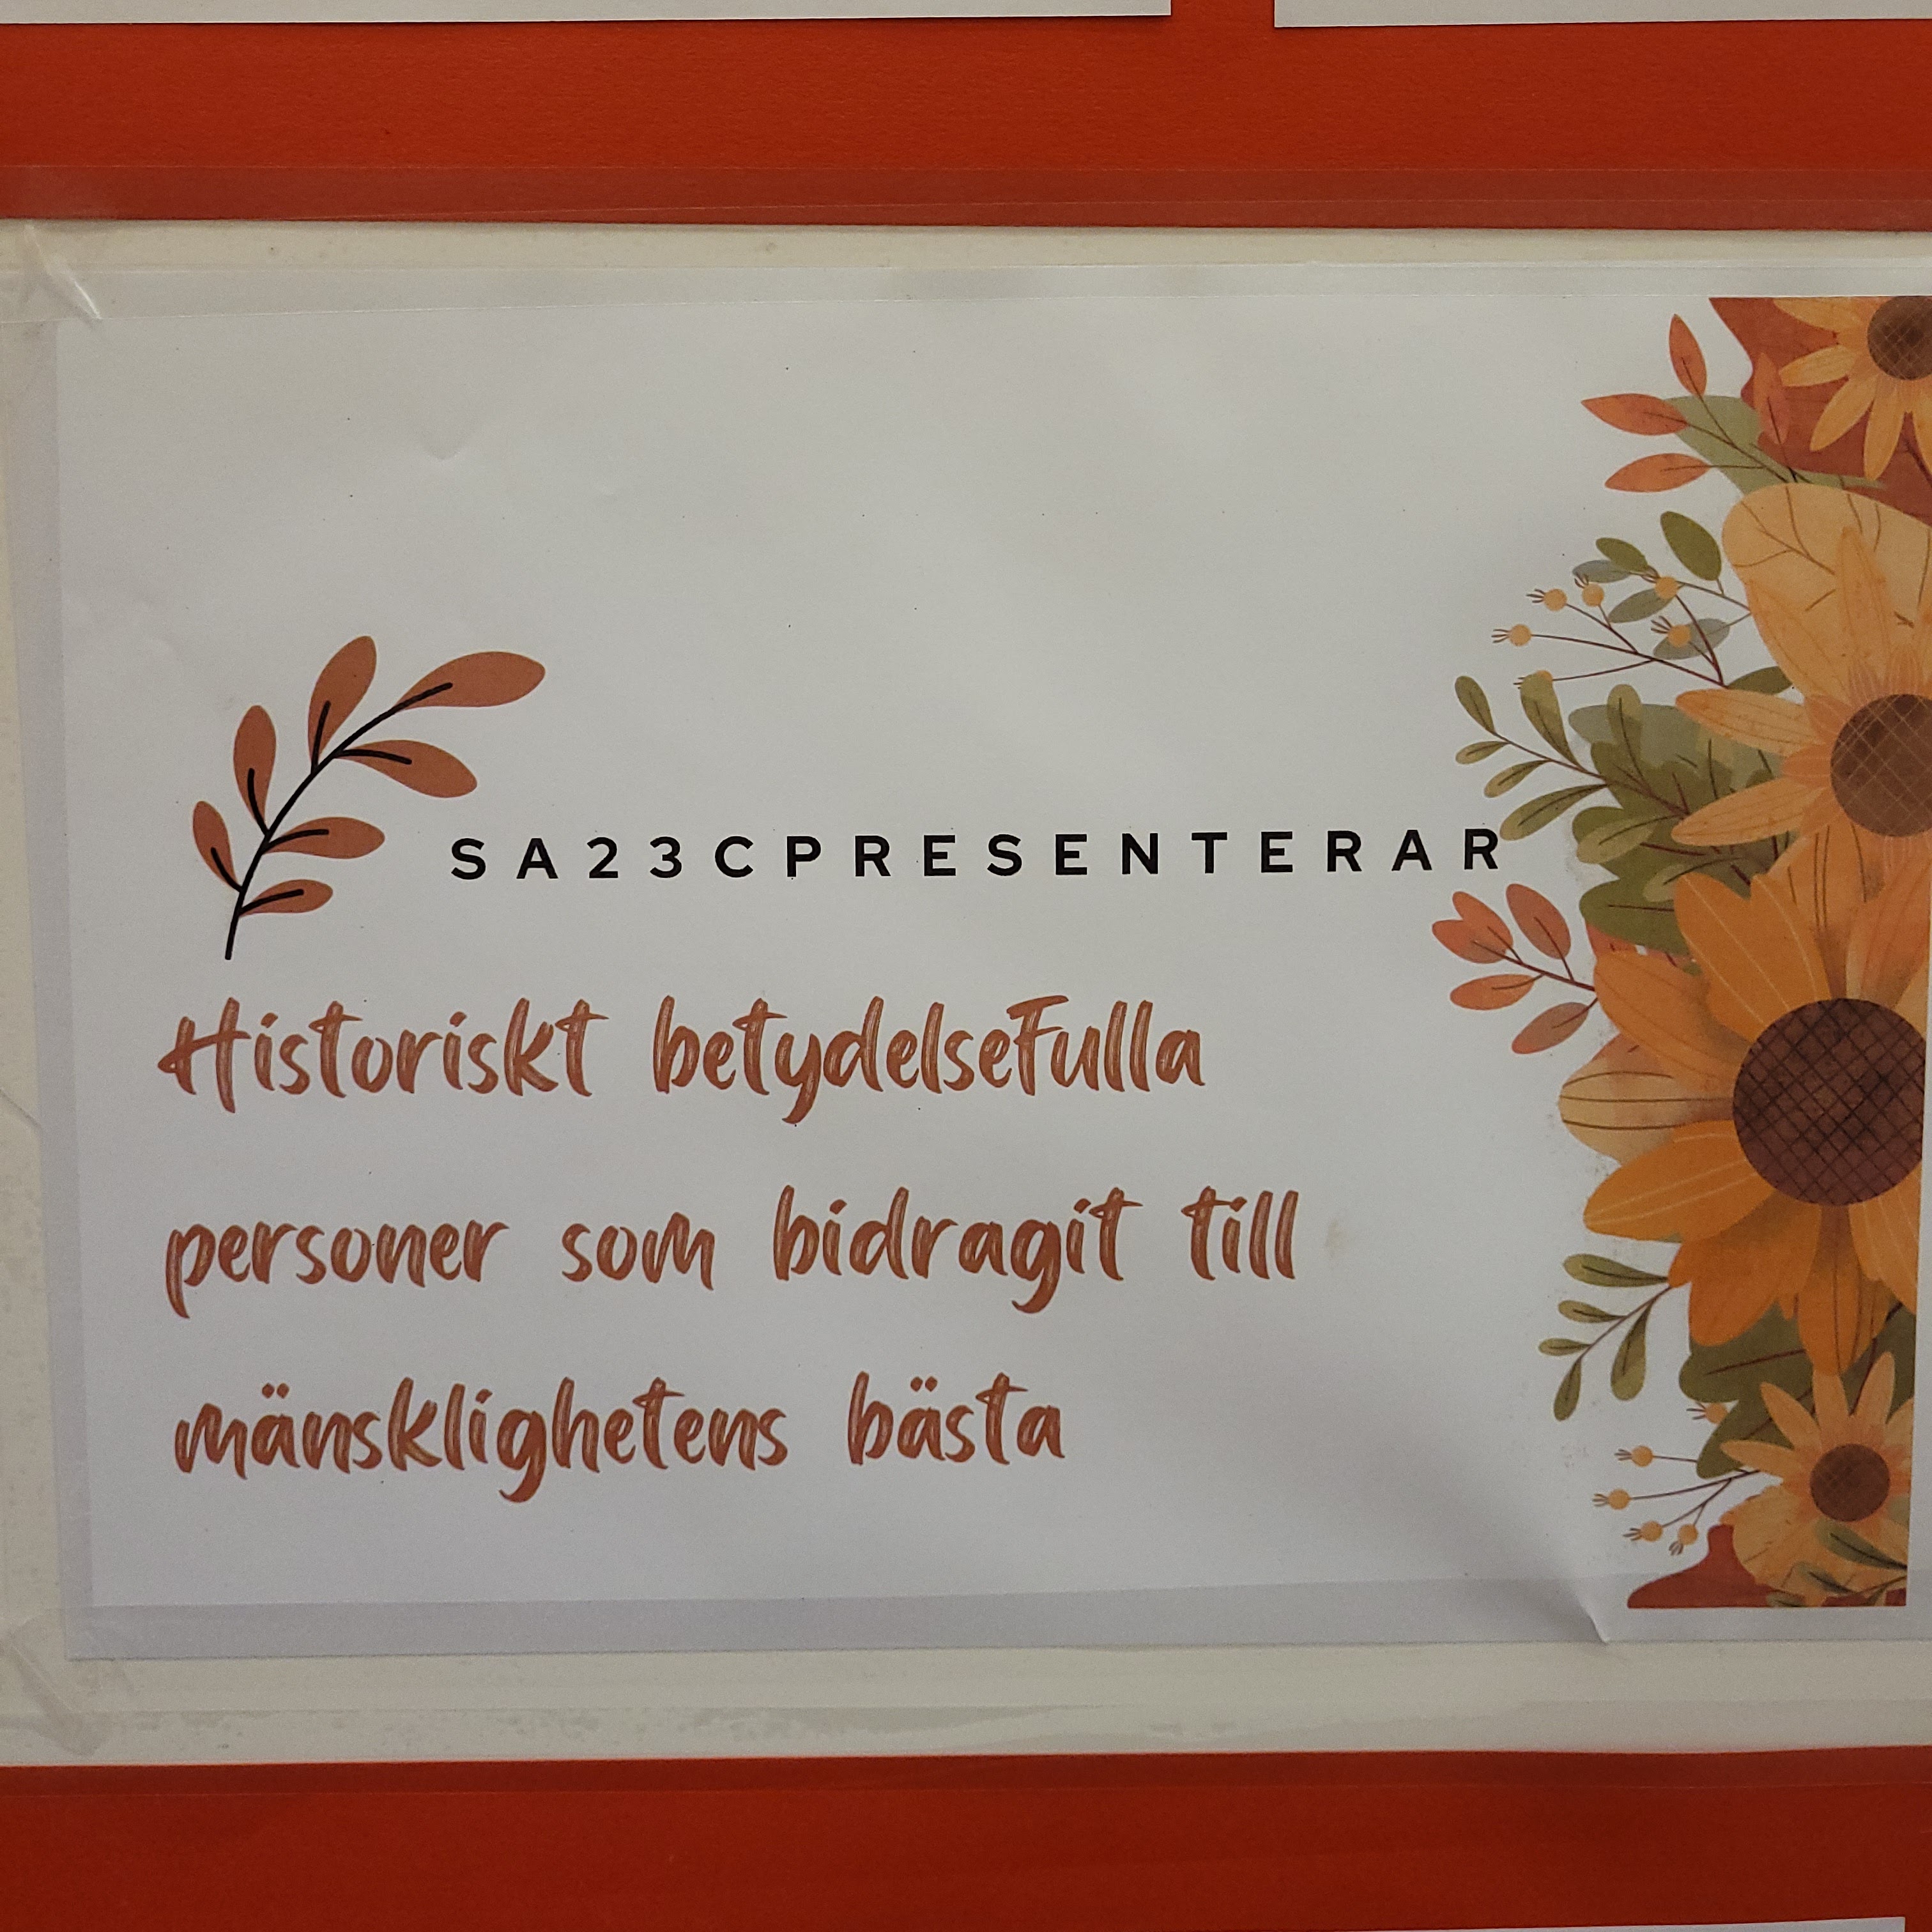 SA23CPRESENTERAR
Historiskt betydelsefulla
personer som bidragit till
mänsklighetens bästa